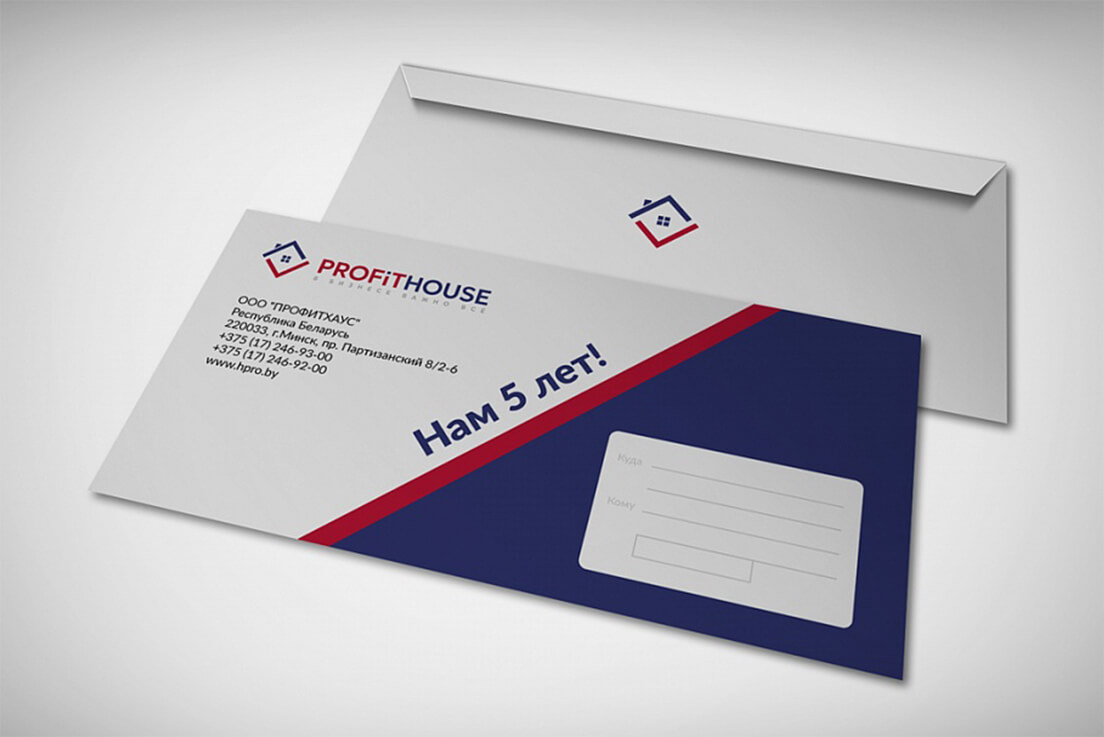 PROFiTHOUSE
В БИЗНЕСЕ ВАЖНО ВСЕ
ООО "ПРОФИТХАУС"
Республика Беларусь
220033, г.Минск, пр. Партизанский 8/2-6
+375 (17) 246-93-00
+375 (17) 246-92-00
www.hpro.by
Нам 5 лет!
Куда
Кому